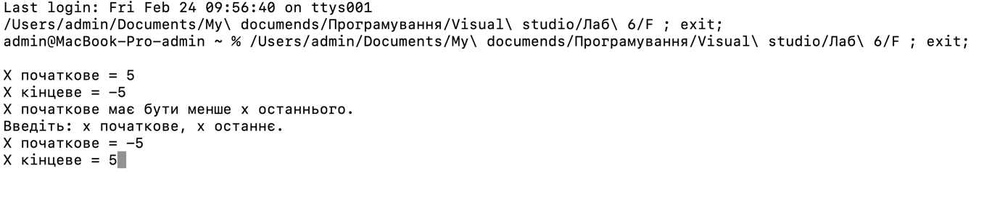 Last login: Fri Feb 24 09:56:40 on ttys001
/Users/admin/Documents/My\ documends/Програмування/Visual\ studio/Лаб\ 6/F ; exit;
admin@MacBook-Pro-admin ~ % /Users/admin/Documents/My\ documends/Програмування/Visual\ studio/Лаб\ 6/F ; exit;
X початкове = 5
X кінцеве = -5
X початкове має бути менше x останнього.
Введіть: x початкове, x останнє.
X початкове = -5
X кінцеве = 5